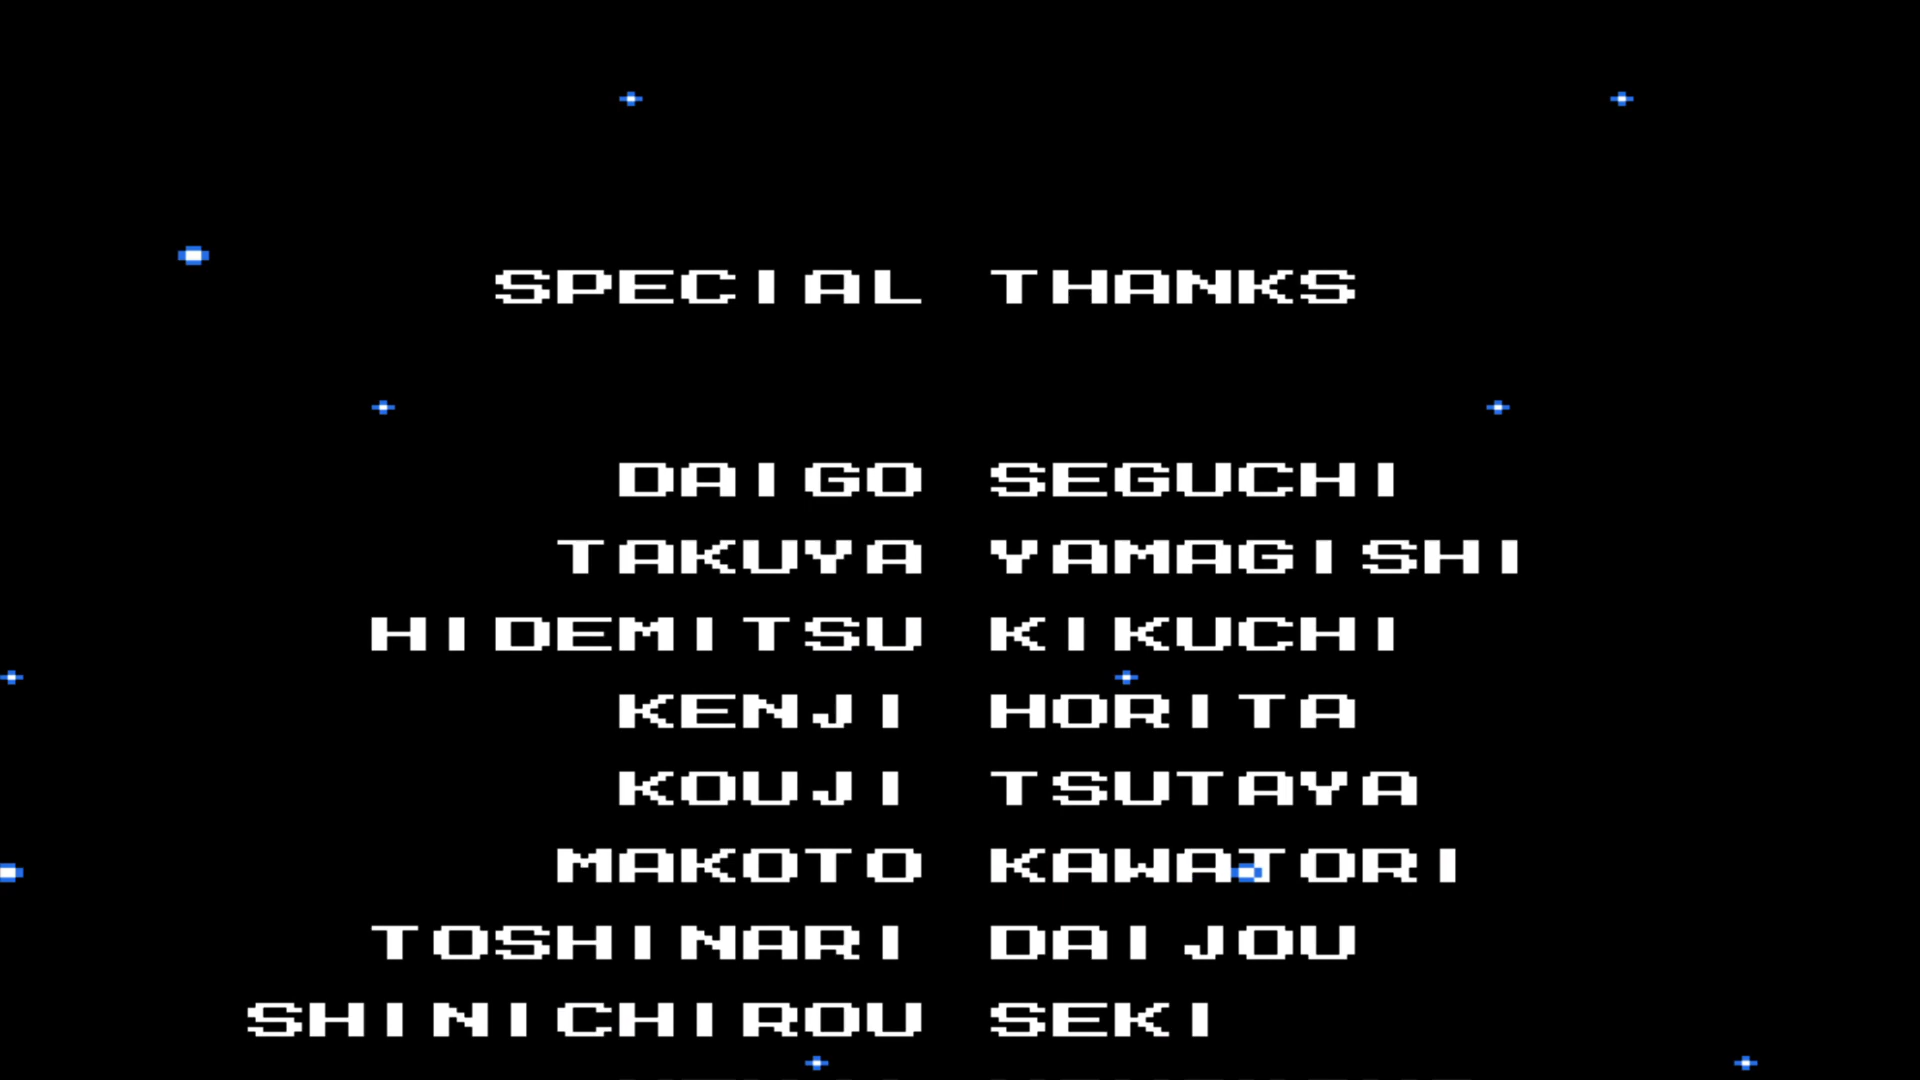 SPECIAL THANKS
DAIGO SEGUCHI
TAKUYA YAMAGISHI
HIDEMITSU KIKUCHI
KENJI HORITA
KOUJI TSUTAYA
MAKOTO KAWATORI
TOSHINARI DAIJOU
SHINICHIROU SEKI